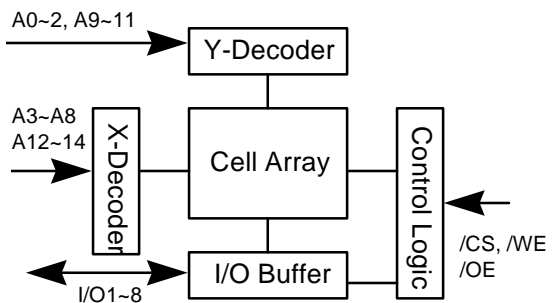 A0~2, A9~11
Y-Decoder
A3~A8
A12~14
X-Decoder
Cell Array
Control Logic
/CS, /WE
/OE
I/O Buffer
I/O1~8